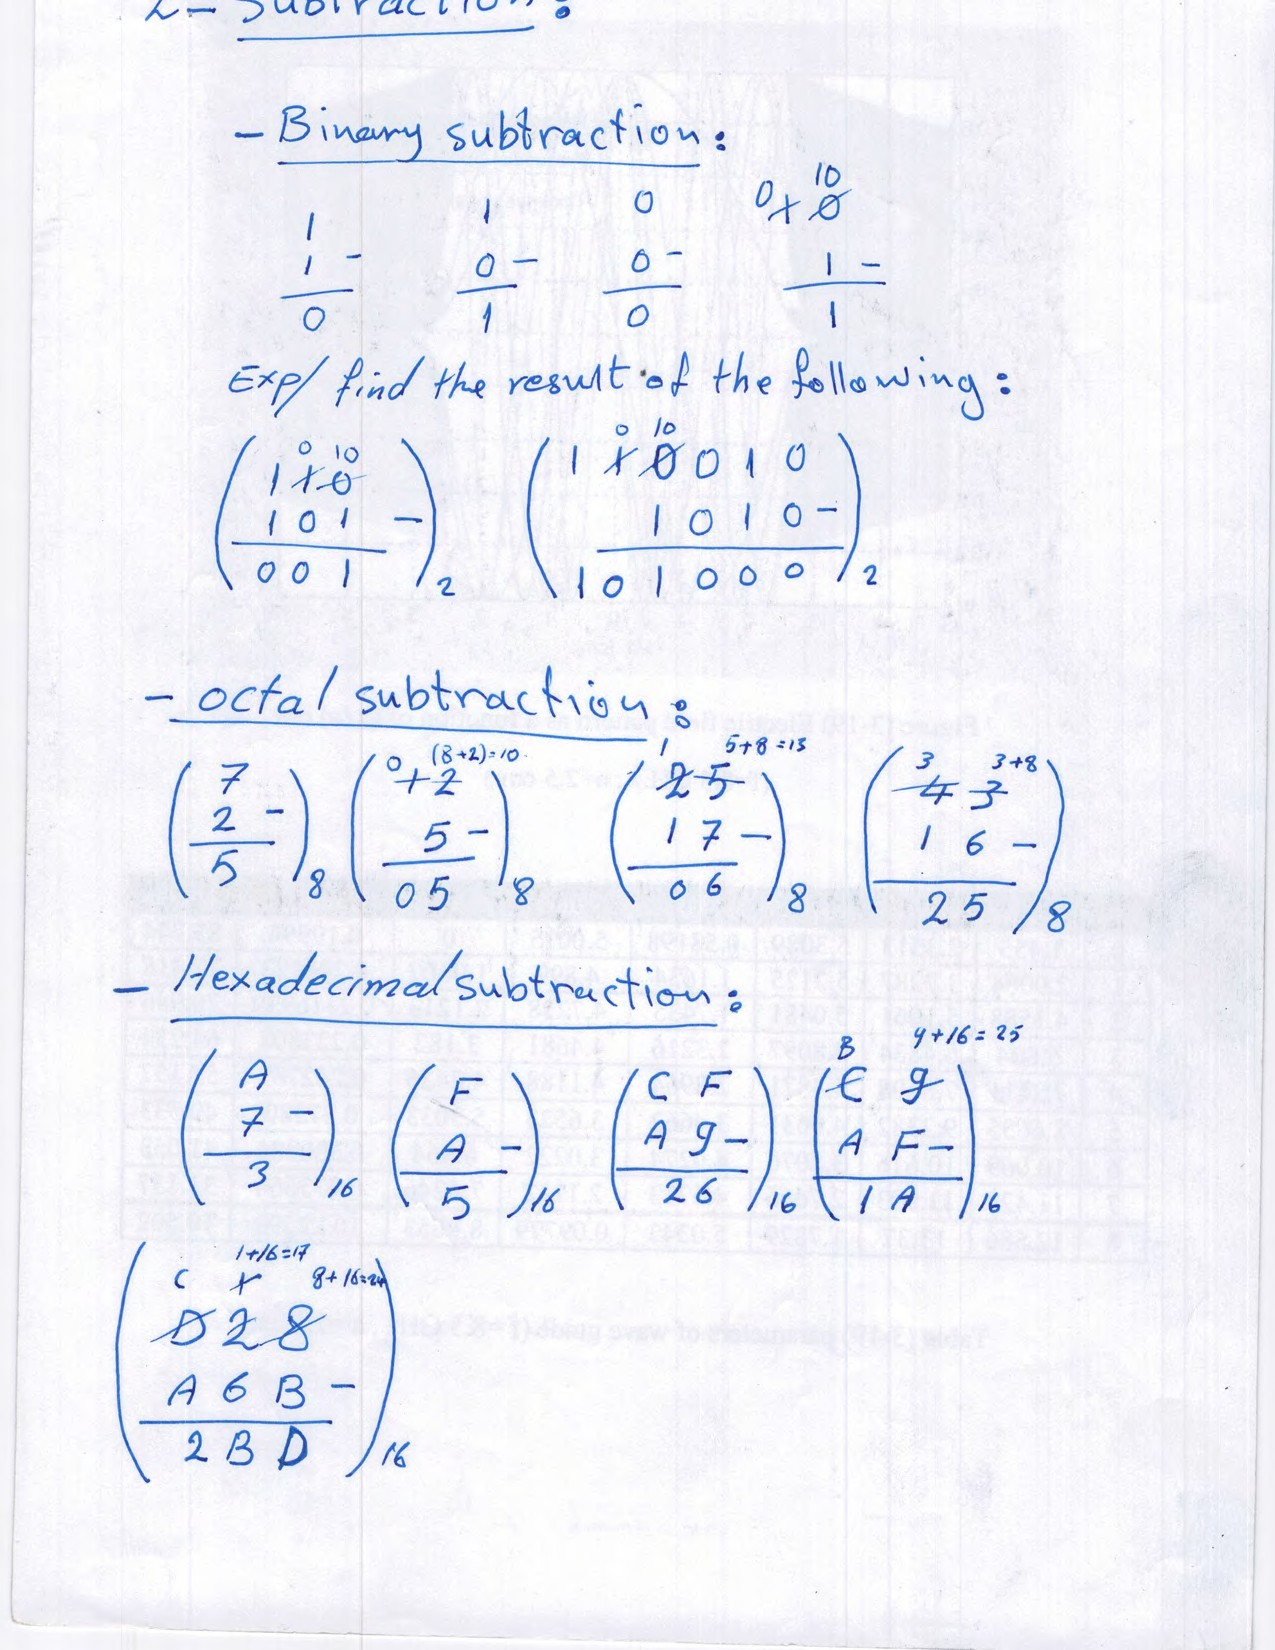 2- Subtraction:
- Binary subtraction:
0 10
1 1 0 1 0
1 - 0 - 0 - 1 -
0 1 0 1
Exp/ find the result of the following:
0 10 0 10
( 1 1 0 ( 1 1 0 0 1 0
1 0 1 - 1 0 1 0 -
0 0 1 )2 1 0 1 0 0 0 )2
- octal subtraction:
0 (8+2)=10 1 5+8=13 3 3+8
( 7 ( 1 2 ( 2 5 ( 4 3
2 - 5 - 1 7 - 1 6 -
5 )8 0 5 )8 0 6 )8 2 5 )8
- Hexadecimal subtraction:
B 9+16=25
( A ( F ( C F ( C 9
7 - A - A 9 - A F -
3 )16 5 )16 2 6 )16 1 A )16
1+16=17
C 1 8+16=24
( D 2 8
A 6 B -
2 B D )16